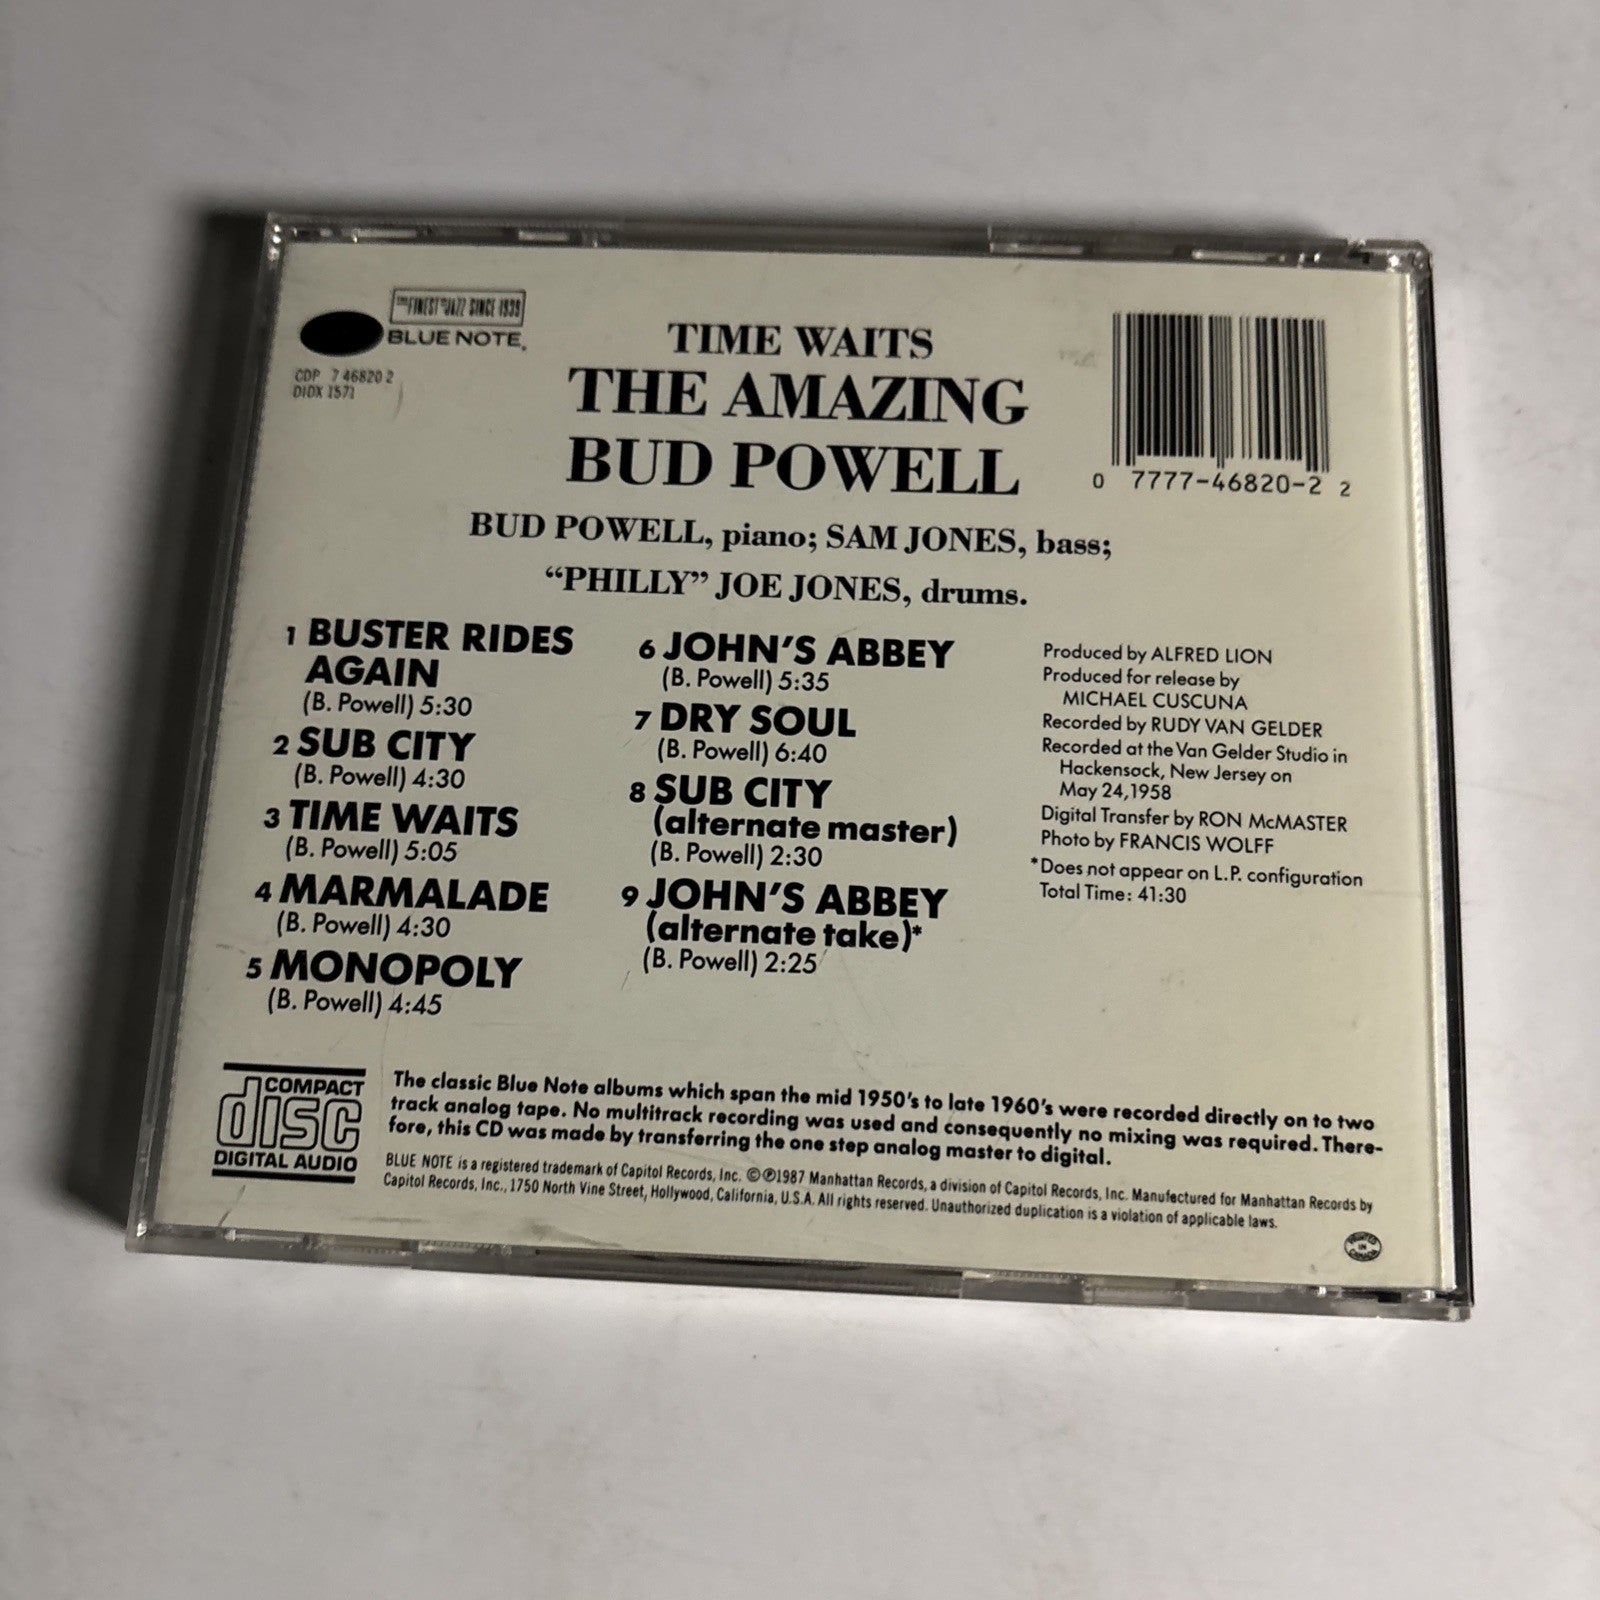 THE FINEST IN JAZZ SINCE 1939
BLUE NOTE.
CDP 7 46820 2
DIDX 1571
TIME WAITS
THE AMAZING
BUD POWELL
0 7777-46820-2 2
BUD POWELL, piano; SAM JONES, bass;
“PHILLY” JOE JONES, drums.
1 BUSTER RIDES
AGAIN
(B. Powell) 5:30
2 SUB CITY
(B. Powell) 4:30
3 TIME WAITS
(B. Powell) 5:05
4 MARMALADE
(B. Powell) 4:30
5 MONOPOLY
(B. Powell) 4:45
6 JOHN’S ABBEY
(B. Powell) 5:35
7 DRY SOUL
(B. Powell) 6:40
8 SUB CITY
(alternate master)
(B. Powell) 2:30
9 JOHN’S ABBEY
(alternate take)*
(B. Powell) 2:25
Produced by ALFRED LION
Produced for release by
MICHAEL CUSCUNA
Recorded by RUDY VAN GELDER
Recorded at the Van Gelder Studio in
Hackensack, New Jersey on
May 24,1958
Digital Transfer by RON McMASTER
Photo by FRANCIS WOLFF
*Does not appear on L.P. configuration
Total Time: 41:30
COMPACT
disc
DIGITAL AUDIO
The classic Blue Note albums which span the mid 1950’s to late 1960’s were recorded directly on to two
track analog tape. No multitrack recording was used and consequently no mixing was required. There-
fore, this CD was made by transferring the one step analog master to digital.
BLUE NOTE is a registered trademark of Capitol Records, Inc. ©℗1987 Manhattan Records, a division of Capitol Records, Inc. Manufactured for Manhattan Records by
Capitol Records, Inc., 1750 North Vine Street, Hollywood, California, U.S.A. All rights reserved. Unauthorized duplication is a violation of applicable laws.
PRINTED
IN
CANADA